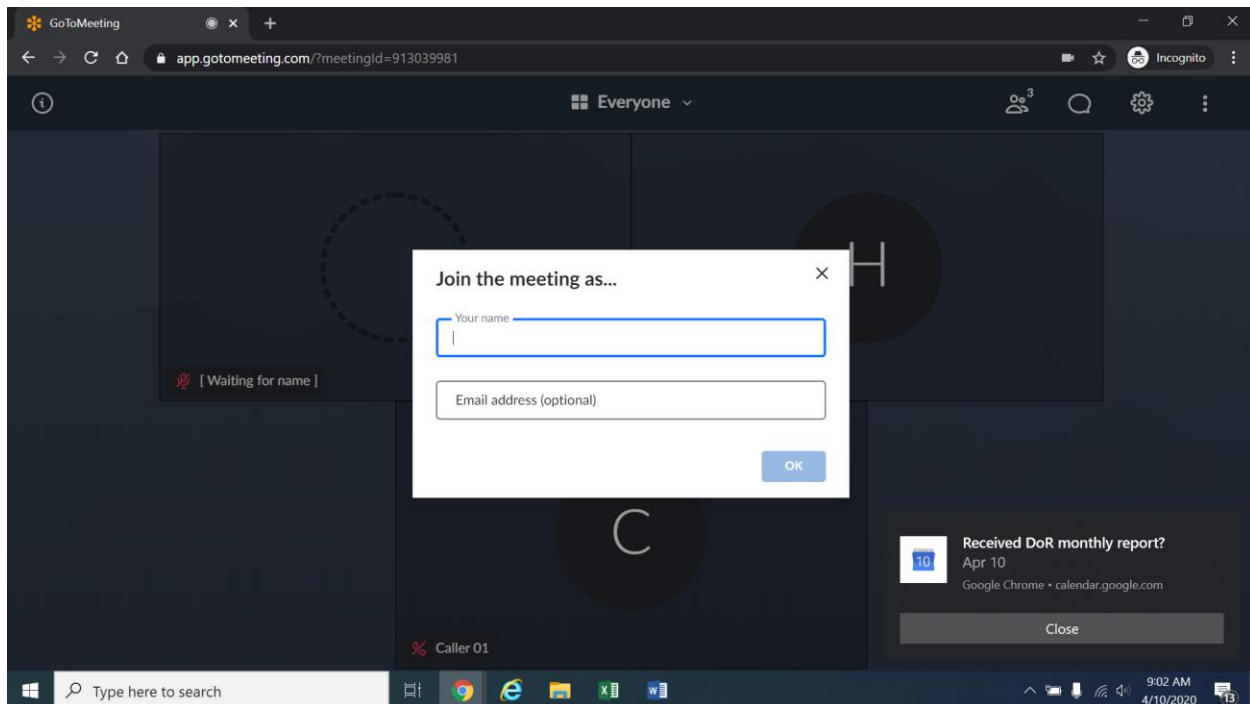 GoToMeeting
app.gotomeeting.com/?meetingId=913039981
Incognito
Everyone
3
H
Join the meeting as...
Your name
[ Waiting for name ]
Email address (optional)
OK
C
Received DoR monthly report?
10
Apr 10
Google Chrome • calendar.google.com
Close
Caller 01
Type here to search
9:02 AM
4/10/2020
13